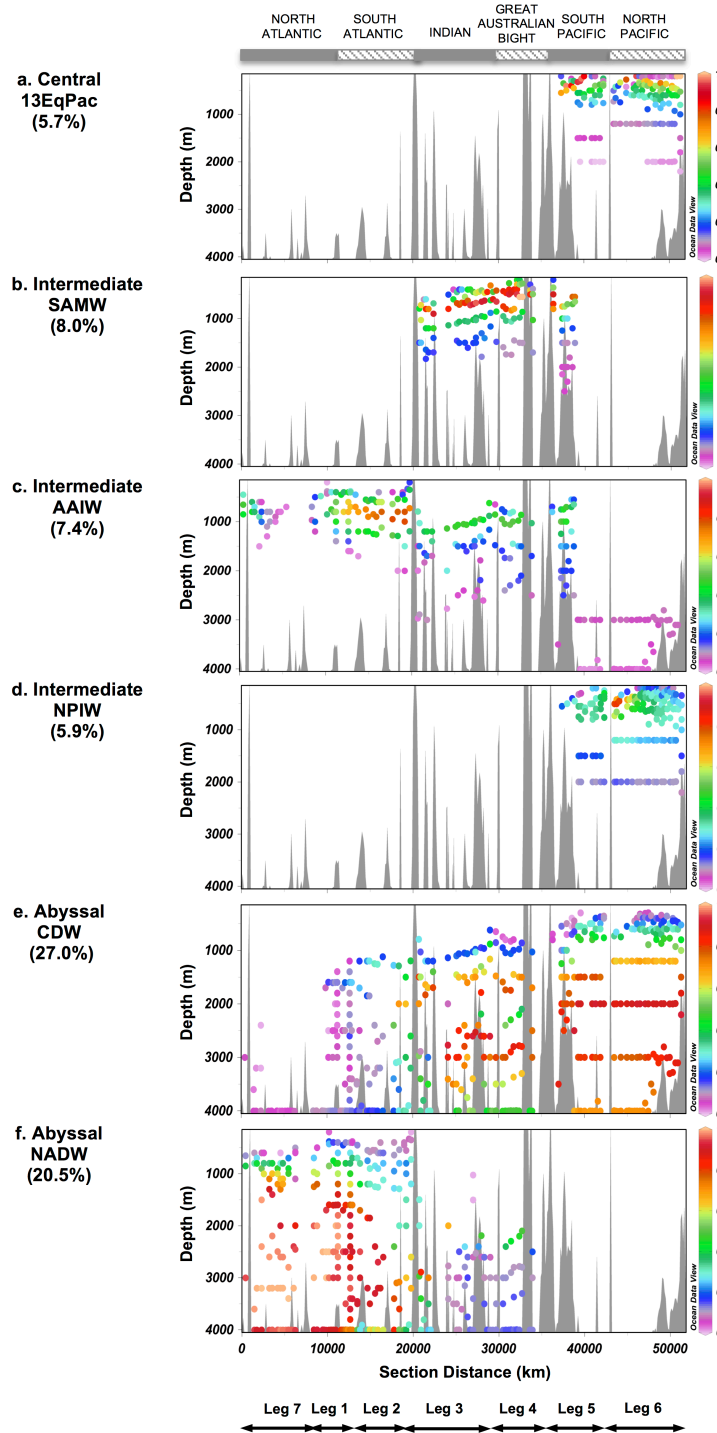 NORTH ATLANTIC
SOUTH ATLANTIC
INDIAN
GREAT AUSTRALIAN BIGHT
SOUTH PACIFIC
NORTH PACIFIC
a. Central
13EqPac
(5.7%)
Depth (m)
1000
2000
3000
4000
Ocean Data View
b. Intermediate
SAMW
(8.0%)
Depth (m)
1000
2000
3000
4000
Ocean Data View
c. Intermediate
AAIW
(7.4%)
Depth (m)
1000
2000
3000
4000
Ocean Data View
d. Intermediate
NPIW
(5.9%)
Depth (m)
1000
2000
3000
4000
Ocean Data View
e. Abyssal
CDW
(27.0%)
Depth (m)
1000
2000
3000
4000
Ocean Data View
f. Abyssal
NADW
(20.5%)
Depth (m)
1000
2000
3000
4000
Ocean Data View
0 10000 20000 30000 40000 50000
Section Distance (km)
Leg 7 Leg 1 Leg 2 Leg 3 Leg 4 Leg 5 Leg 6